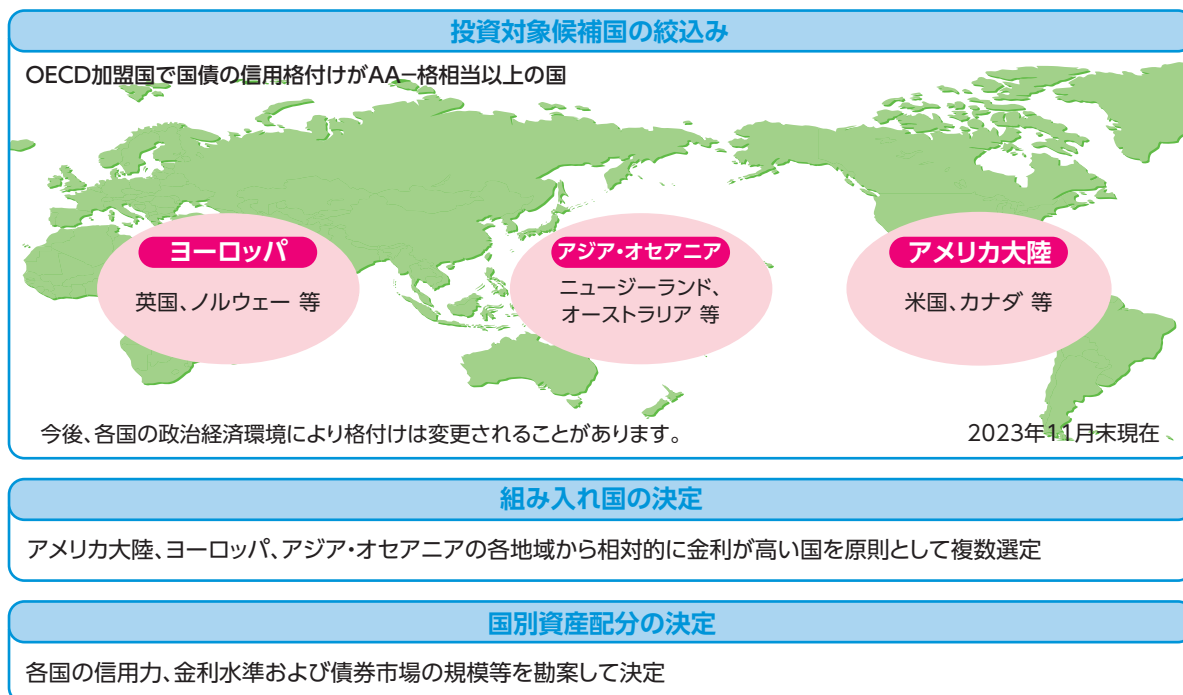 投資対象候補国の絞込み
OECD加盟国で国債の信用格付けがAA−格相当以上の国
ヨーロッパ
英国、ノルウェー 等
アジア・オセアニア
ニュージーランド、
オーストラリア 等
アメリカ大陸
米国、カナダ 等
今後、各国の政治経済環境により格付けは変更されることがあります。
2023年11月末現在
組み入れ国の決定
アメリカ大陸、ヨーロッパ、アジア・オセアニアの各地域から相対的に金利が高い国を原則として複数選定
国別資産配分の決定
各国の信用力、金利水準および債券市場の規模等を勘案して決定